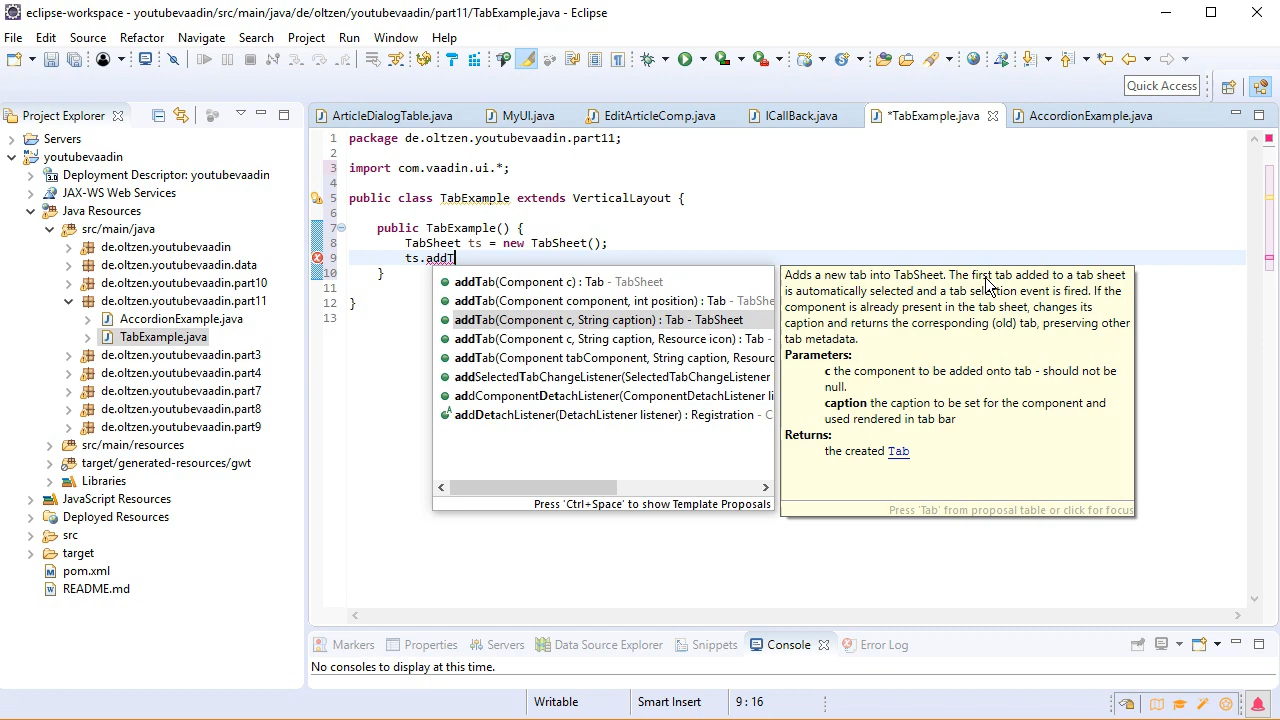 eclipse-workspace - youtubevaadin/src/main/java/de/oltzen/youtubevaadin/part11/TabExample.java - Eclipse
File Edit Source Refactor Navigate Search Project Run Window Help
Quick Access
Project Explorer
ArticleDialogTable.java MyUI.java EditArticleComp.java ICallBack.java *TabExample.java AccordionExample.java
Servers
youtubevaadin
Deployment Descriptor: youtubevaadin
JAX-WS Web Services
Java Resources
src/main/java
de.oltzen.youtubevaadin
de.oltzen.youtubevaadin.data
de.oltzen.youtubevaadin.part10
de.oltzen.youtubevaadin.part11
AccordionExample.java
TabExample.java
de.oltzen.youtubevaadin.part3
de.oltzen.youtubevaadin.part4
de.oltzen.youtubevaadin.part7
de.oltzen.youtubevaadin.part8
de.oltzen.youtubevaadin.part9
src/main/resources
target/generated-resources/gwt
Libraries
JavaScript Resources
Deployed Resources
src
target
pom.xml
README.md
1 package de.oltzen.youtubevaadin.part11;
2
3 import com.vaadin.ui.*;
4
5 public class TabExample extends VerticalLayout {
6
7 public TabExample() {
8 TabSheet ts = new TabSheet();
9 ts.addT
10 }
11
12 }
13
addTab(Component c) : Tab - TabSheet
addTab(Component component, int position) : Tab - TabShe
addTab(Component c, String caption) : Tab - TabSheet
addTab(Component c, String caption, Resource icon) : Tab -
addTab(Component tabComponent, String caption, Resourc
addSelectedTabChangeListener(SelectedTabChangeListener
addComponentDetachListener(ComponentDetachListener li
addDetachListener(DetachListener listener) : Registration - C
Press 'Ctrl+Space' to show Template Proposals
Adds a new tab into TabSheet. The first tab added to a tab sheet
is automatically selected and a tab selection event is fired. If the
component is already present in the tab sheet, changes its
caption and returns the corresponding (old) tab, preserving other
tab metadata.
Parameters:
c the component to be added onto tab - should not be
null.
caption the caption to be set for the component and
used rendered in tab bar
Returns:
the created Tab
Press 'Tab' from proposal table or click for focus
Markers Properties Servers Data Source Explorer Snippets Console Error Log
No consoles to display at this time.
Writable Smart Insert 9 : 16